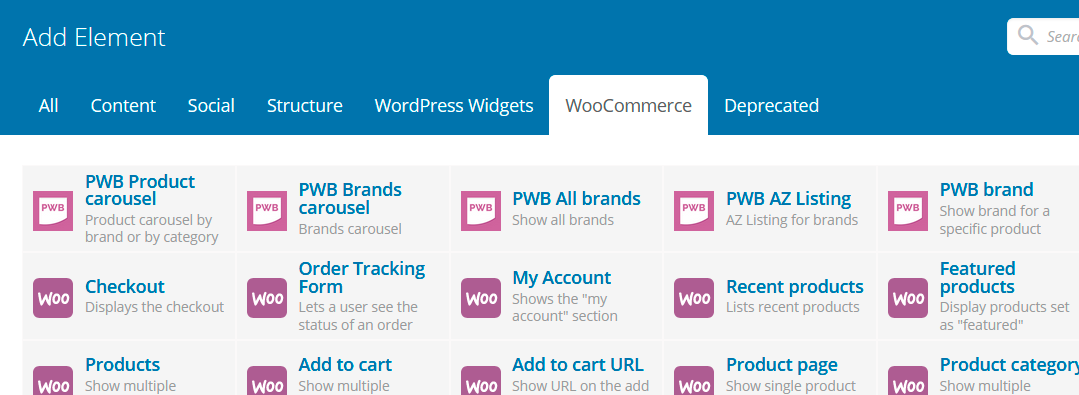 Add Element
Sear
All Content Social Structure WordPress Widgets WooCommerce Deprecated
PWB
PWB Product
carousel
Product carousel by
brand or by category
PWB
PWB Brands
carousel
Brands carousel
PWB
PWB All brands
Show all brands
PWB
PWB AZ Listing
AZ Listing for brands
PWB
PWB brand
Show brand for a
specific product
Woo
Checkout
Displays the checkout
Woo
Order Tracking
Form
Lets a user see the
status of an order
Woo
My Account
Shows the "my
account" section
Woo
Recent products
Lists recent products
Woo
Featured
products
Display products set
as "featured"
Woo
Products
Show multiple
Woo
Add to cart
Show multiple
Woo
Add to cart URL
Show URL on the add
Woo
Product page
Show single product
Woo
Product category
Show multiple